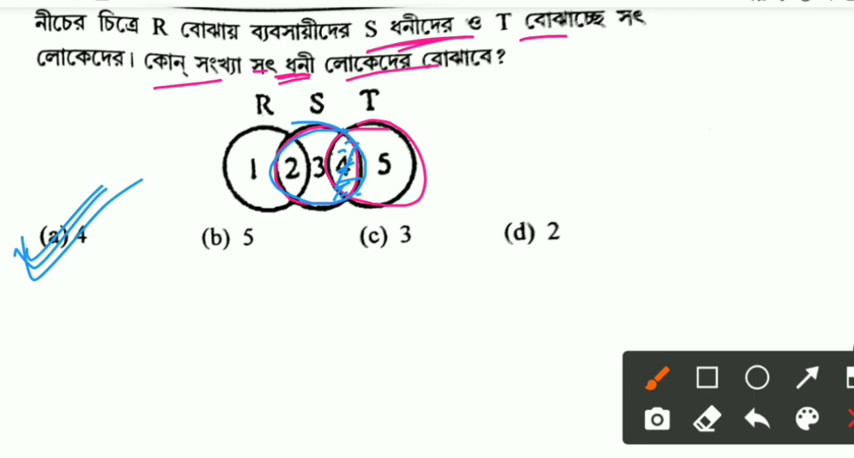 নীচের চিত্রে R বোঝায় ব্যবসায়ীদের S ধনীদের ও T বোঝাচ্ছে সৎ
লোকেদের। কোন্ সংখ্যা সৎ ধনী লোকেদের বোঝাবে?
R S T
1 2 3 4 5
(a) 4 (b) 5 (c) 3 (d) 2